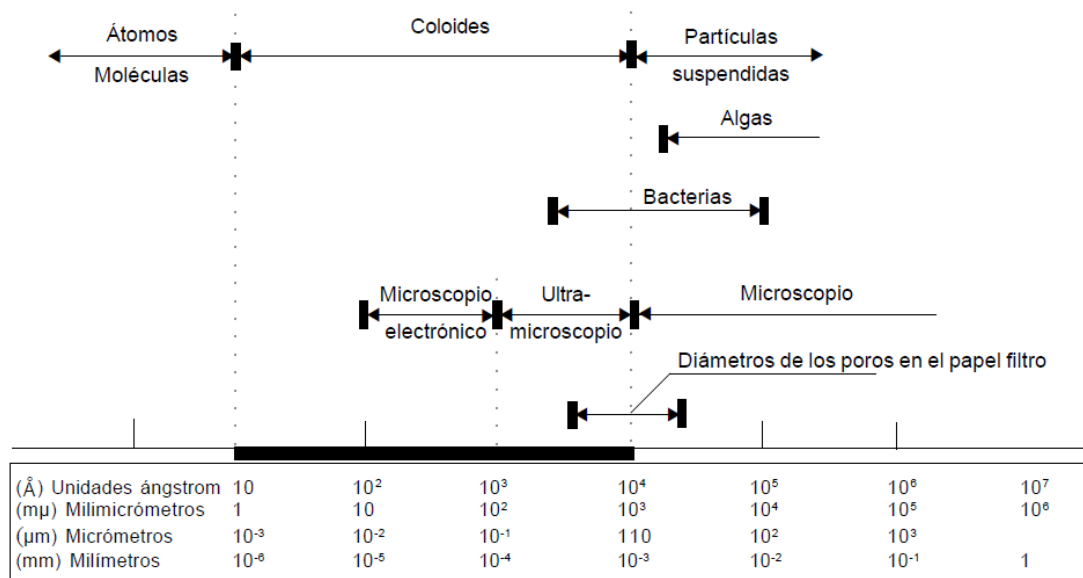 Átomos
Moléculas
Coloides
Partículas
suspendidas
Algas
Bacterias
Microscopio
electrónico
Ultra-
microscopio
Microscopio
Diámetros de los poros en el papel filtro
(Å) Unidades ángstrom 10 10² 10³ 10⁴ 10⁵ 10⁶ 10⁷
(mµ) Milimicrómetros 1 10 10² 10³ 10⁴ 10⁵ 10⁶
(µm) Micrómetros 10⁻³ 10⁻² 10⁻¹ 110 10² 10³
(mm) Milímetros 10⁻⁶ 10⁻⁵ 10⁻⁴ 10⁻³ 10⁻² 10⁻¹ 1